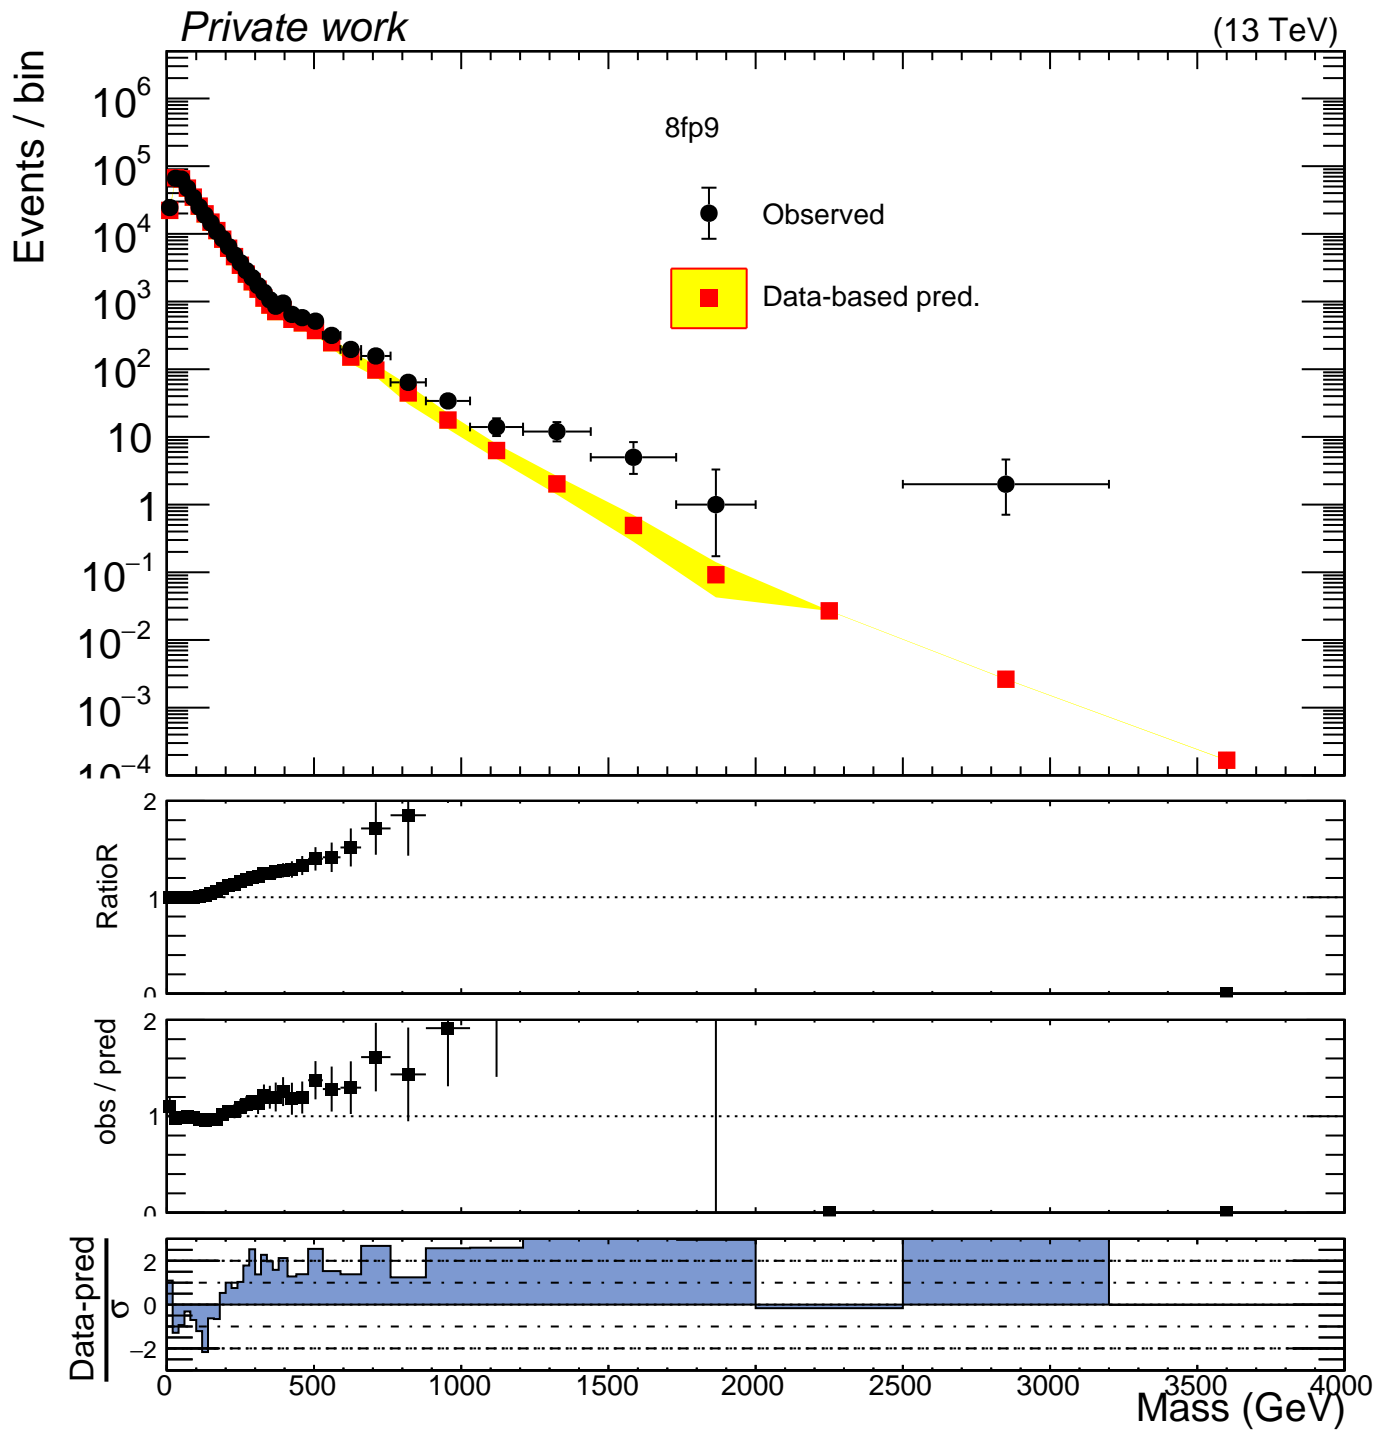 Private work
(13 TeV)
Events / bin
10^6
10^5
10^4
10^3
10^2
10
1
10^−1
10^−2
10^−3
10^−4
8fp9
Observed
Data-based pred.
RatioR
2
1
0
obs / pred
2
1
0
Data-pred
σ
2
0
−2
0 500 1000 1500 2000 2500 3000 3500 4000
Mass (GeV)